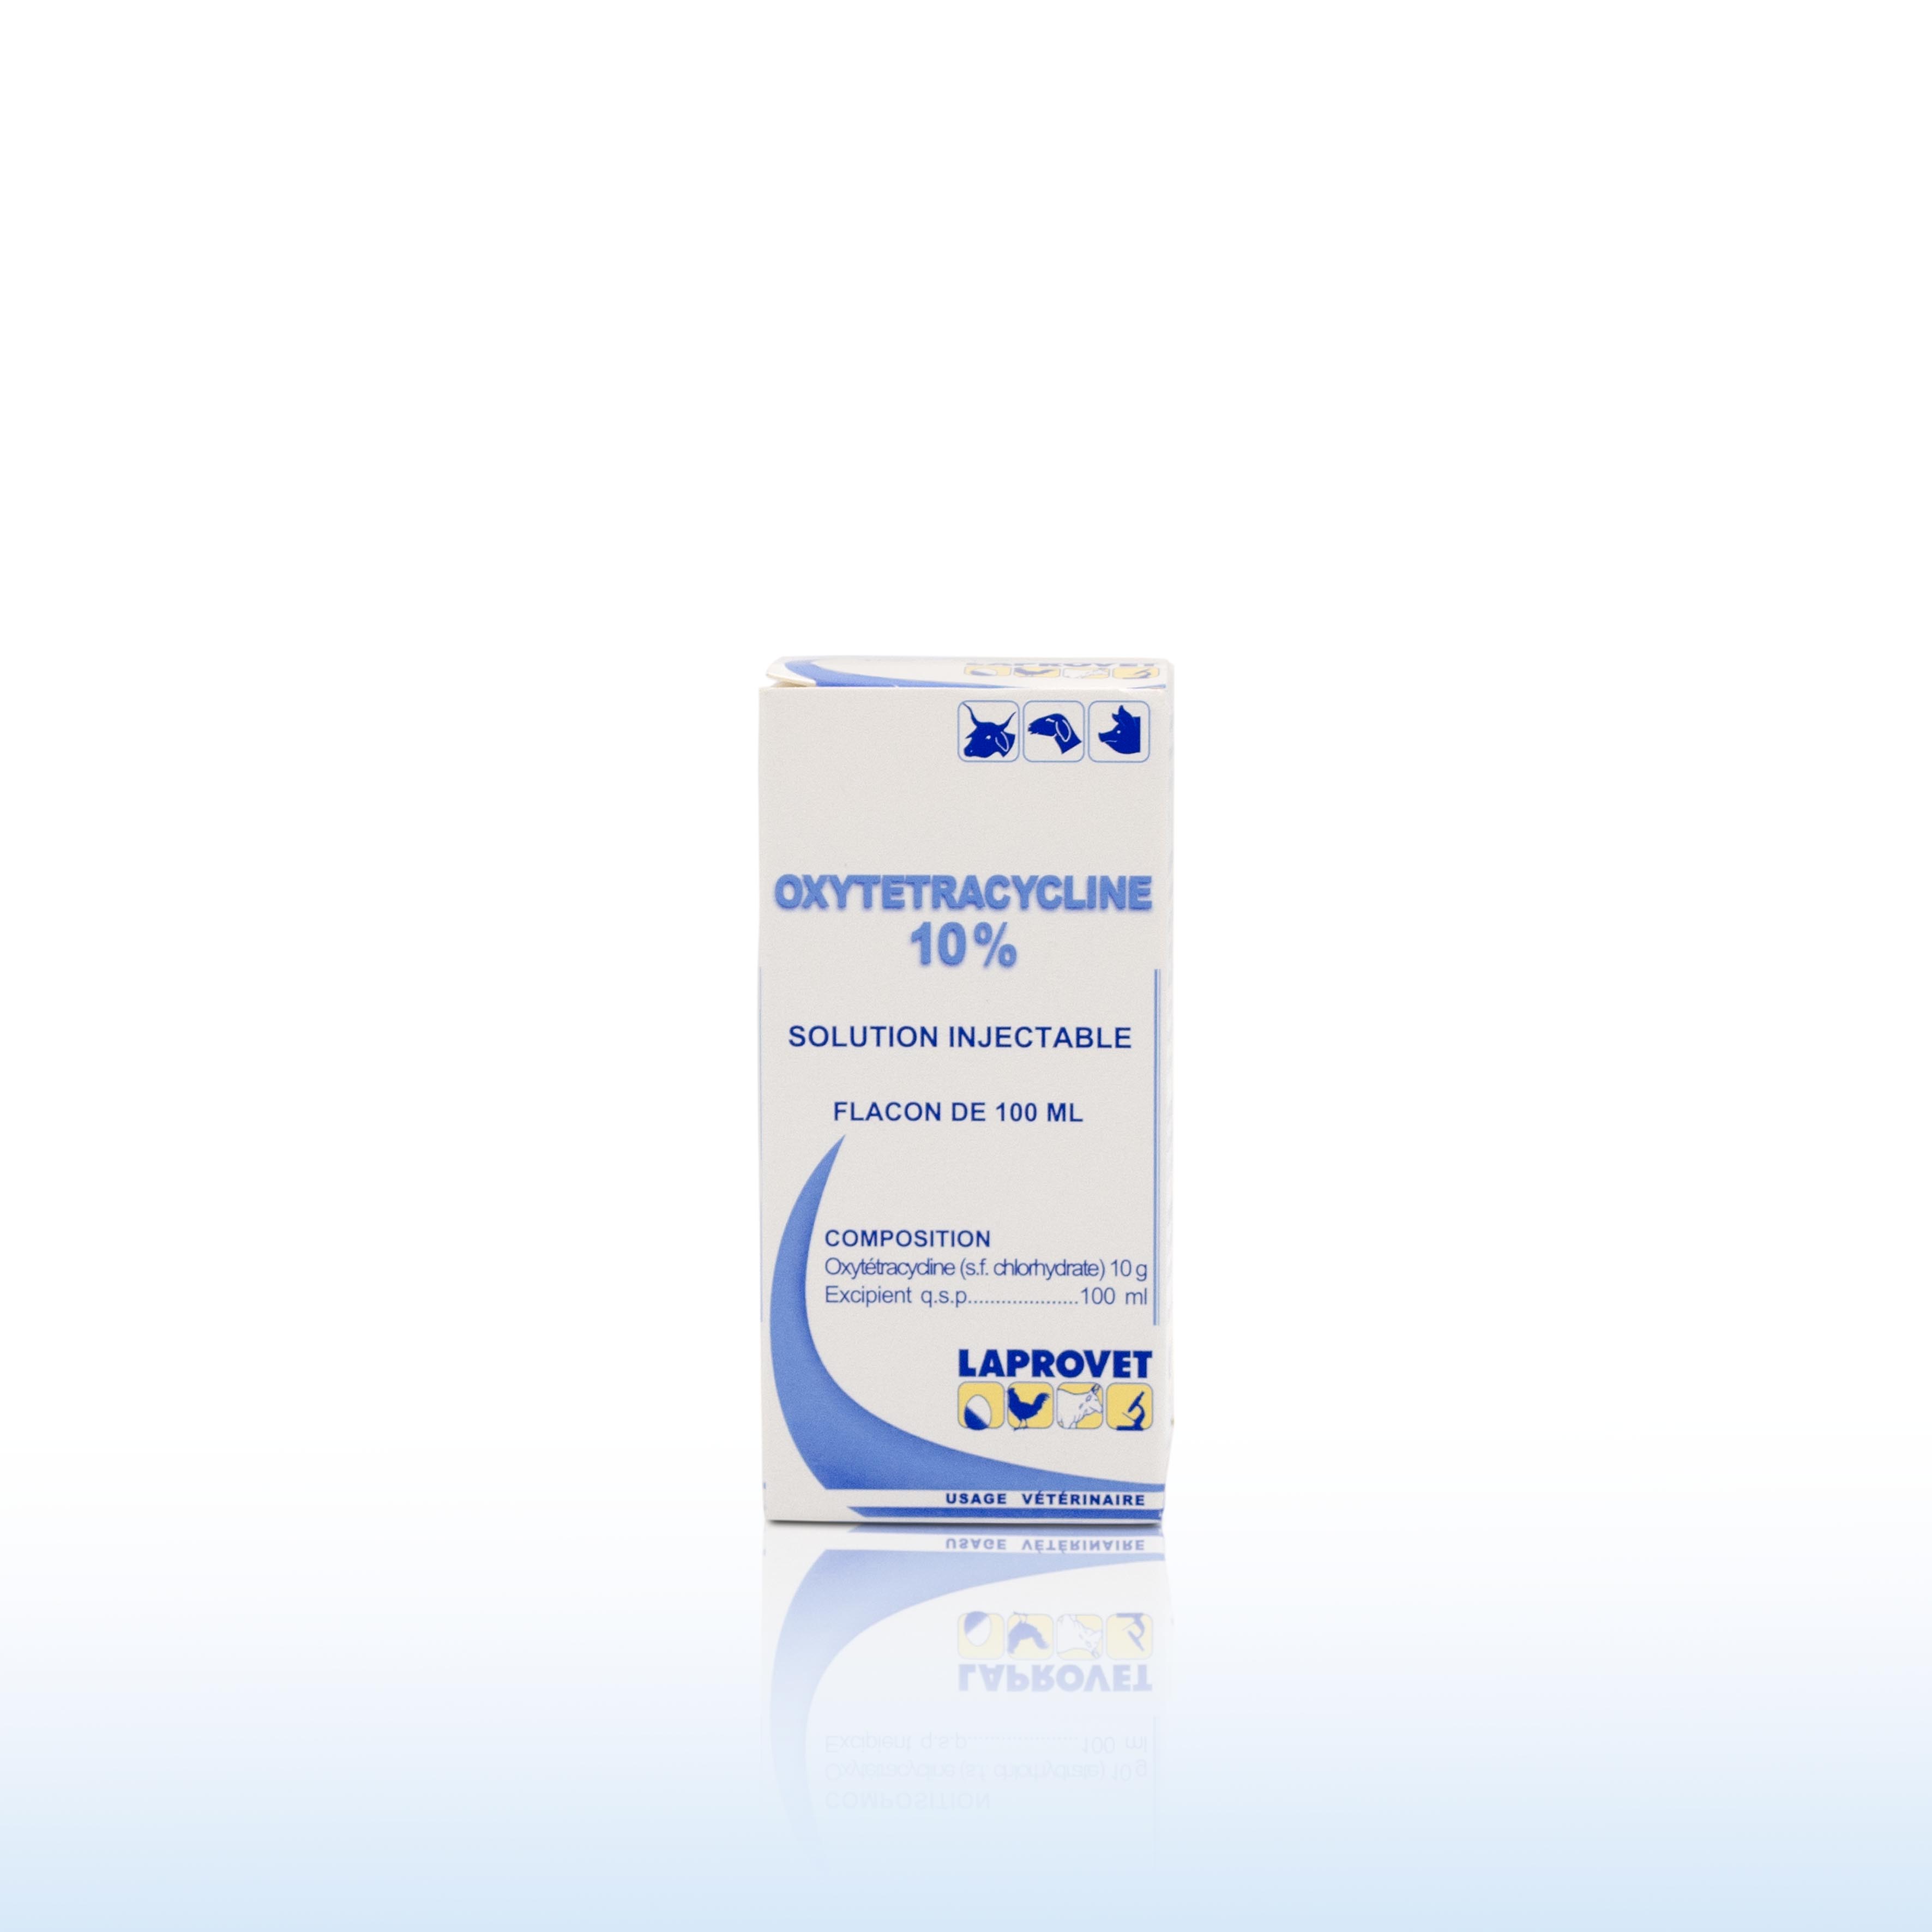 OXYTETRACYCLINE
10%
SOLUTION INJECTABLE
FLACON DE 100 ML
COMPOSITION
Oxytétracycline (s.f. chlorhydrate) 10 g
Excipient q.s.p....................100 ml
LAPROVET
USAGE VÉTÉRINAIRE